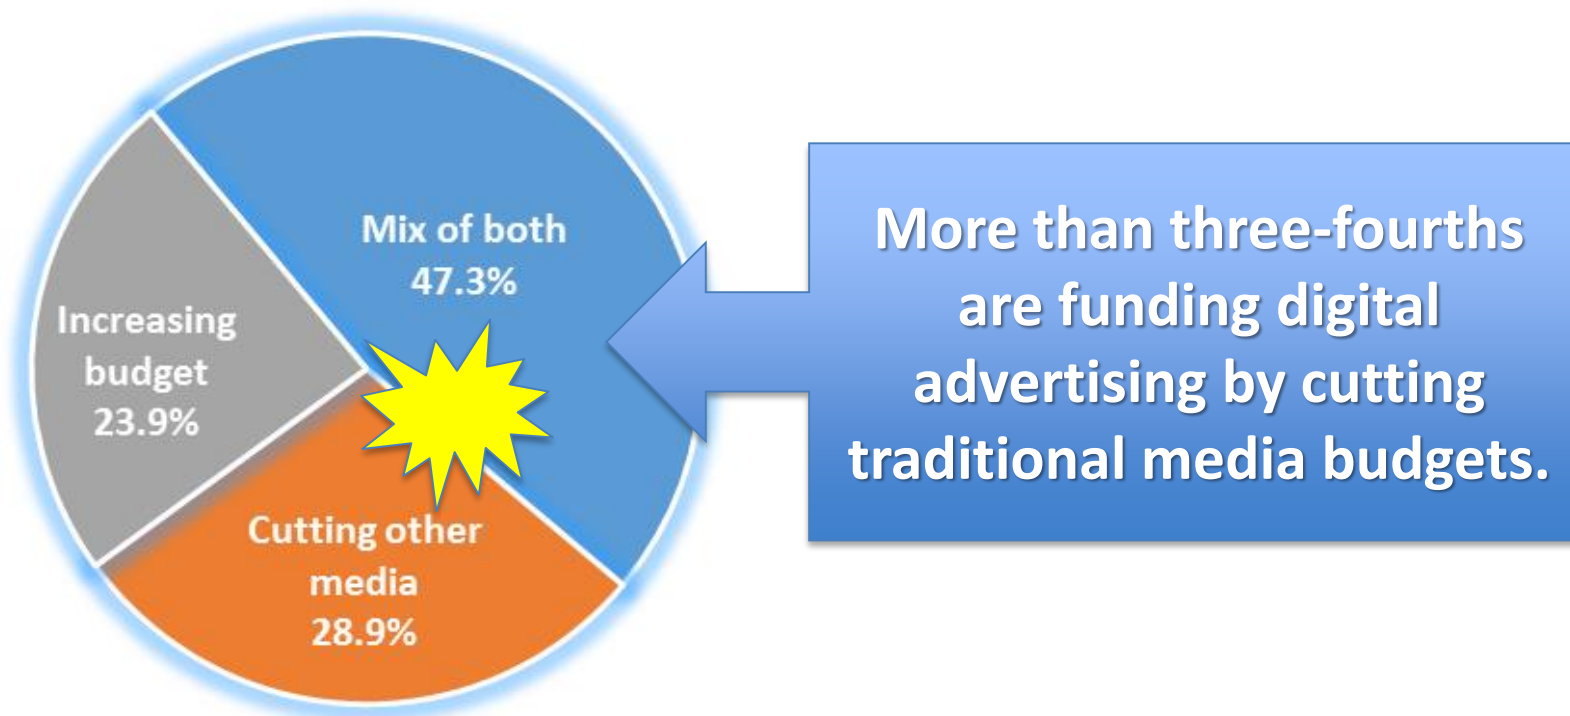 Mix of both
47.3%
Increasing
budget
23.9%
Cutting other
media
28.9%
More than three-fourths
are funding digital
advertising by cutting
traditional media budgets.